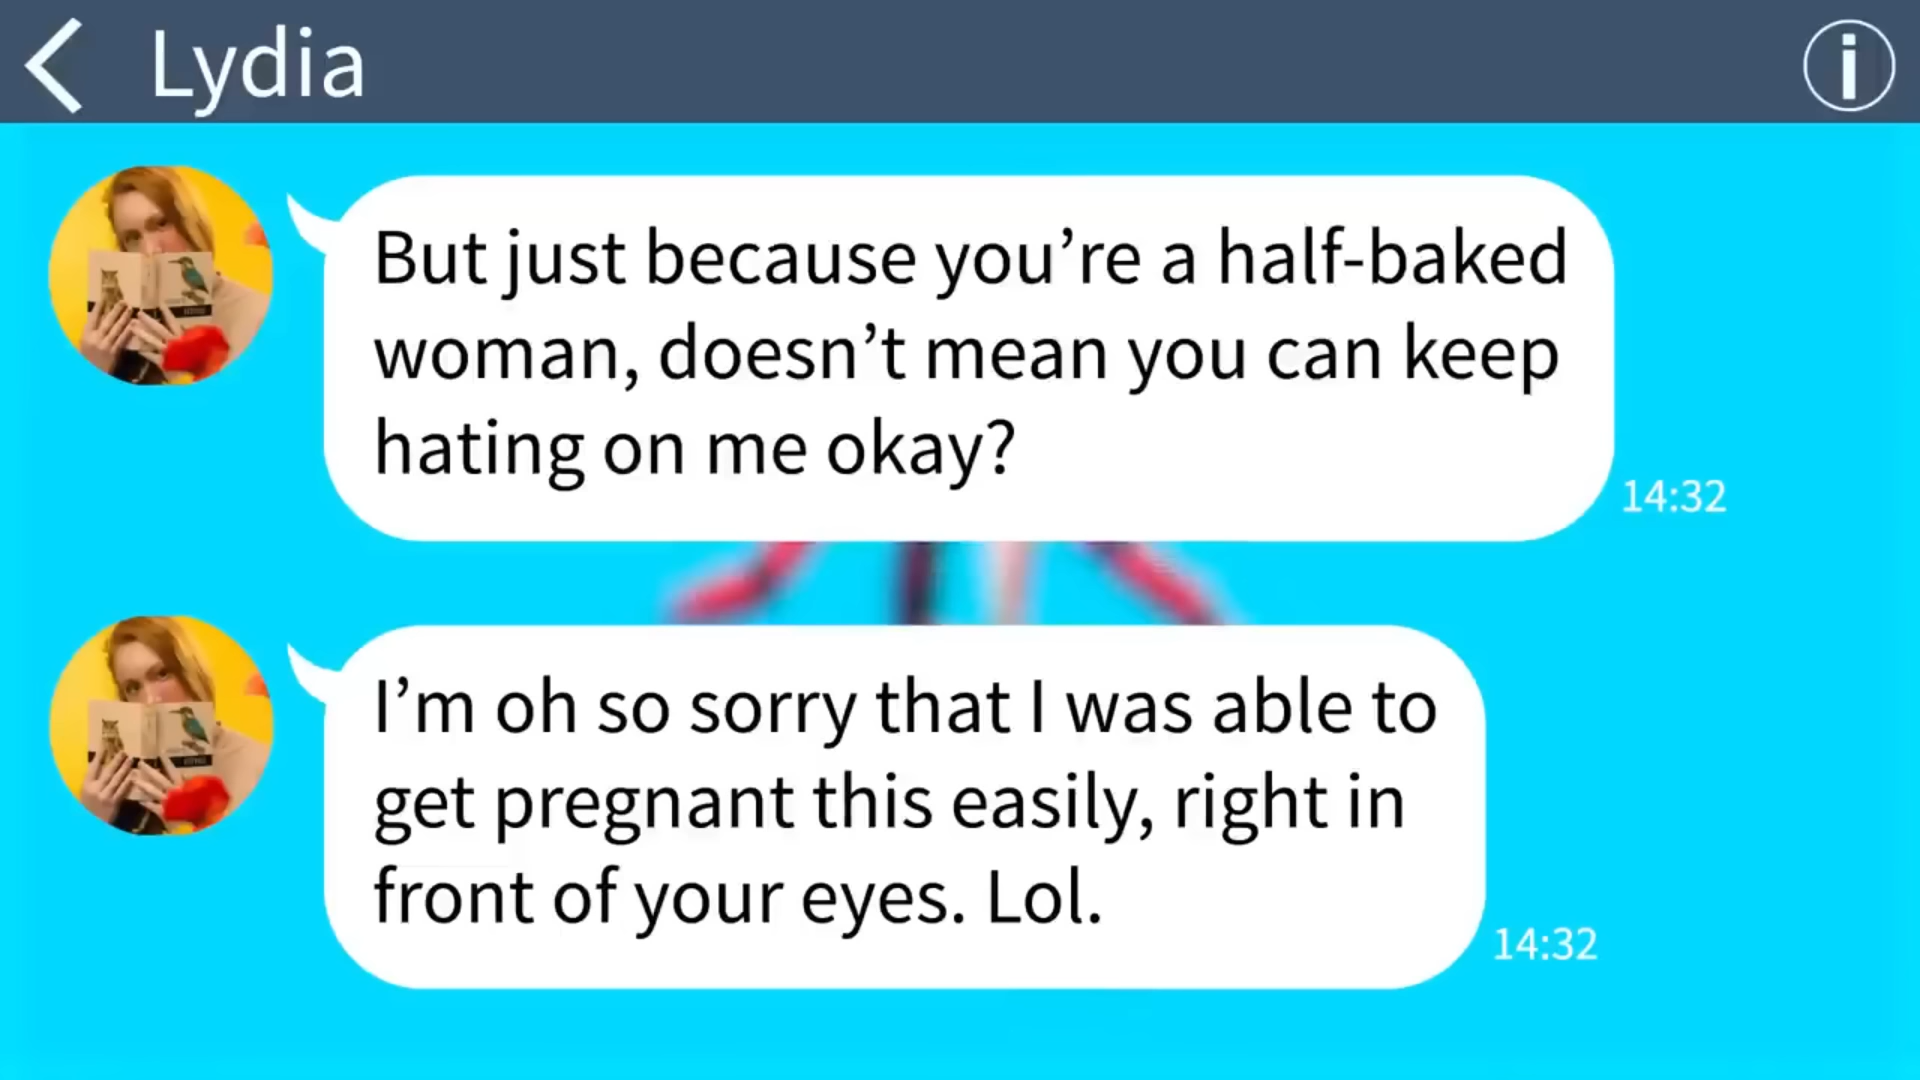 Lydia
But just because you’re a half-baked
woman, doesn’t mean you can keep
hating on me okay?
14:32
I’m oh so sorry that I was able to
get pregnant this easily, right in
front of your eyes. Lol.
14:32